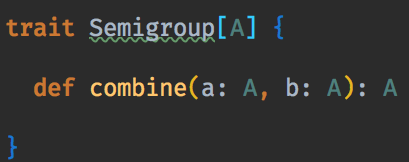 trait Semigroup[A] {
def combine(a: A, b: A): A
}